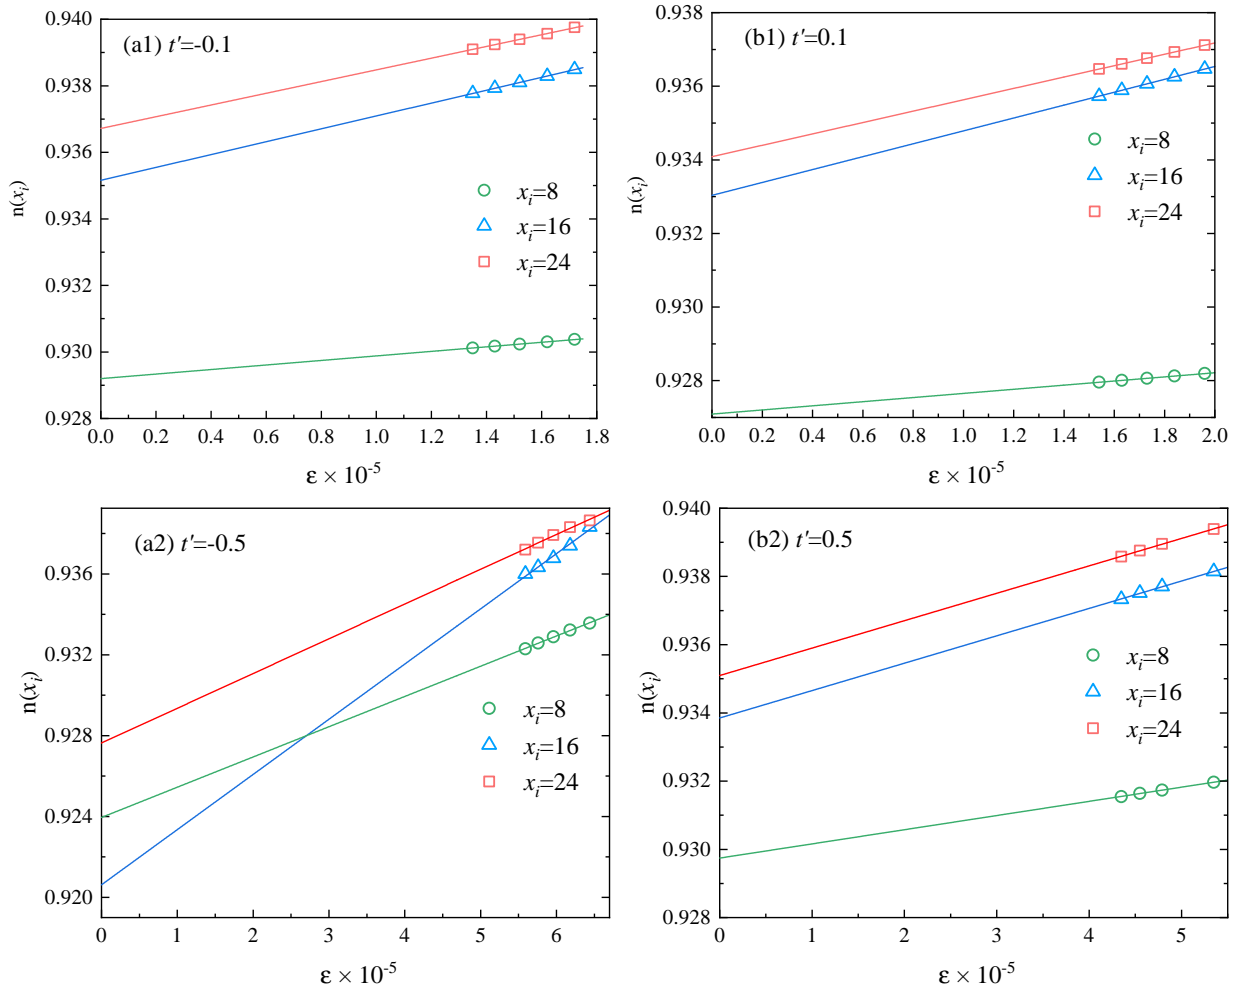 (a1) t'=-0.1
0.940
0.938
0.936
0.934
0.932
0.930
0.928
n(xᵢ)
xᵢ=8
xᵢ=16
xᵢ=24
0.0 0.2 0.4 0.6 0.8 1.0 1.2 1.4 1.6 1.8
ε × 10⁻⁵
(b1) t'=0.1
0.938
0.936
0.934
0.932
0.930
0.928
n(xᵢ)
xᵢ=8
xᵢ=16
xᵢ=24
0.0 0.2 0.4 0.6 0.8 1.0 1.2 1.4 1.6 1.8 2.0
ε × 10⁻⁵
(a2) t'=-0.5
0.936
0.932
0.928
0.924
0.920
n(xᵢ)
xᵢ=8
xᵢ=16
xᵢ=24
0 1 2 3 4 5 6
ε × 10⁻⁵
(b2) t'=0.5
0.940
0.938
0.936
0.934
0.932
0.930
0.928
n(xᵢ)
xᵢ=8
xᵢ=16
xᵢ=24
0 1 2 3 4 5
ε × 10⁻⁵